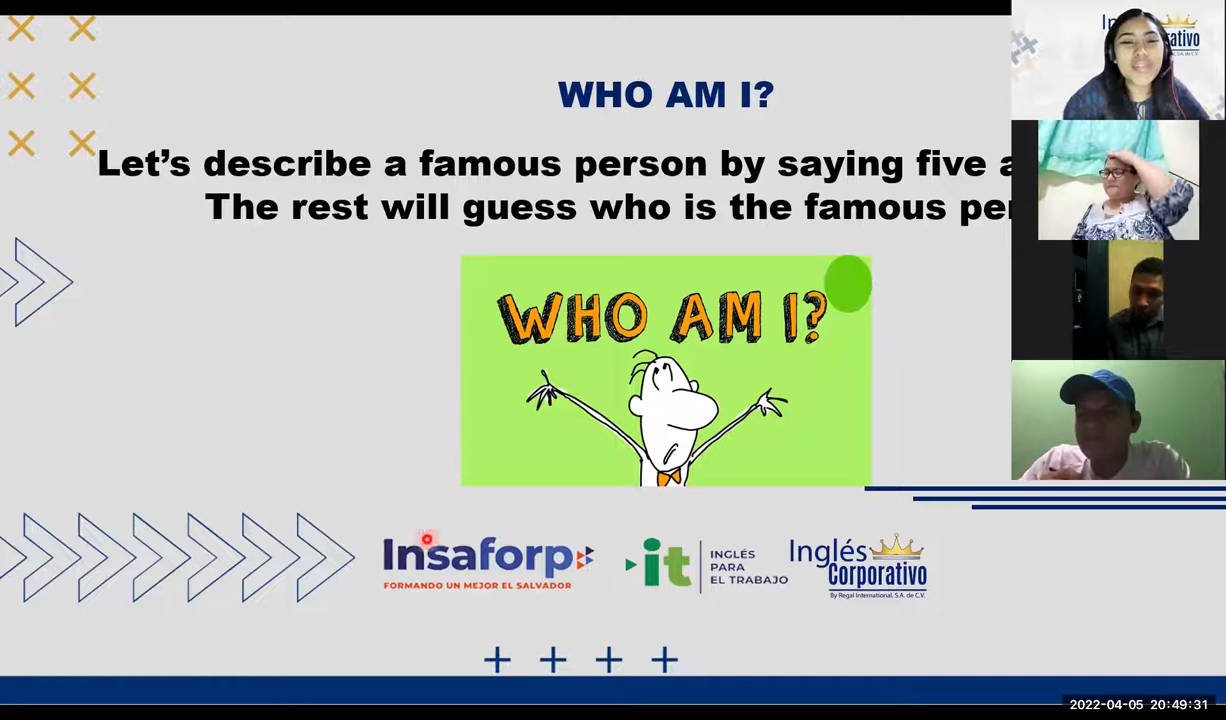 WHO AM I?
Let's describe a famous person by saying five
The rest will guess who is the famous
WHO AM I?
Insaforp
FORMANDO UN MEJOR EL SALVADOR
it
INGLÉS
PARA
EL TRABAJO
Inglés
Corporativo
By Regal International, S.A. de C.V.
2022-04-05 20:49:31